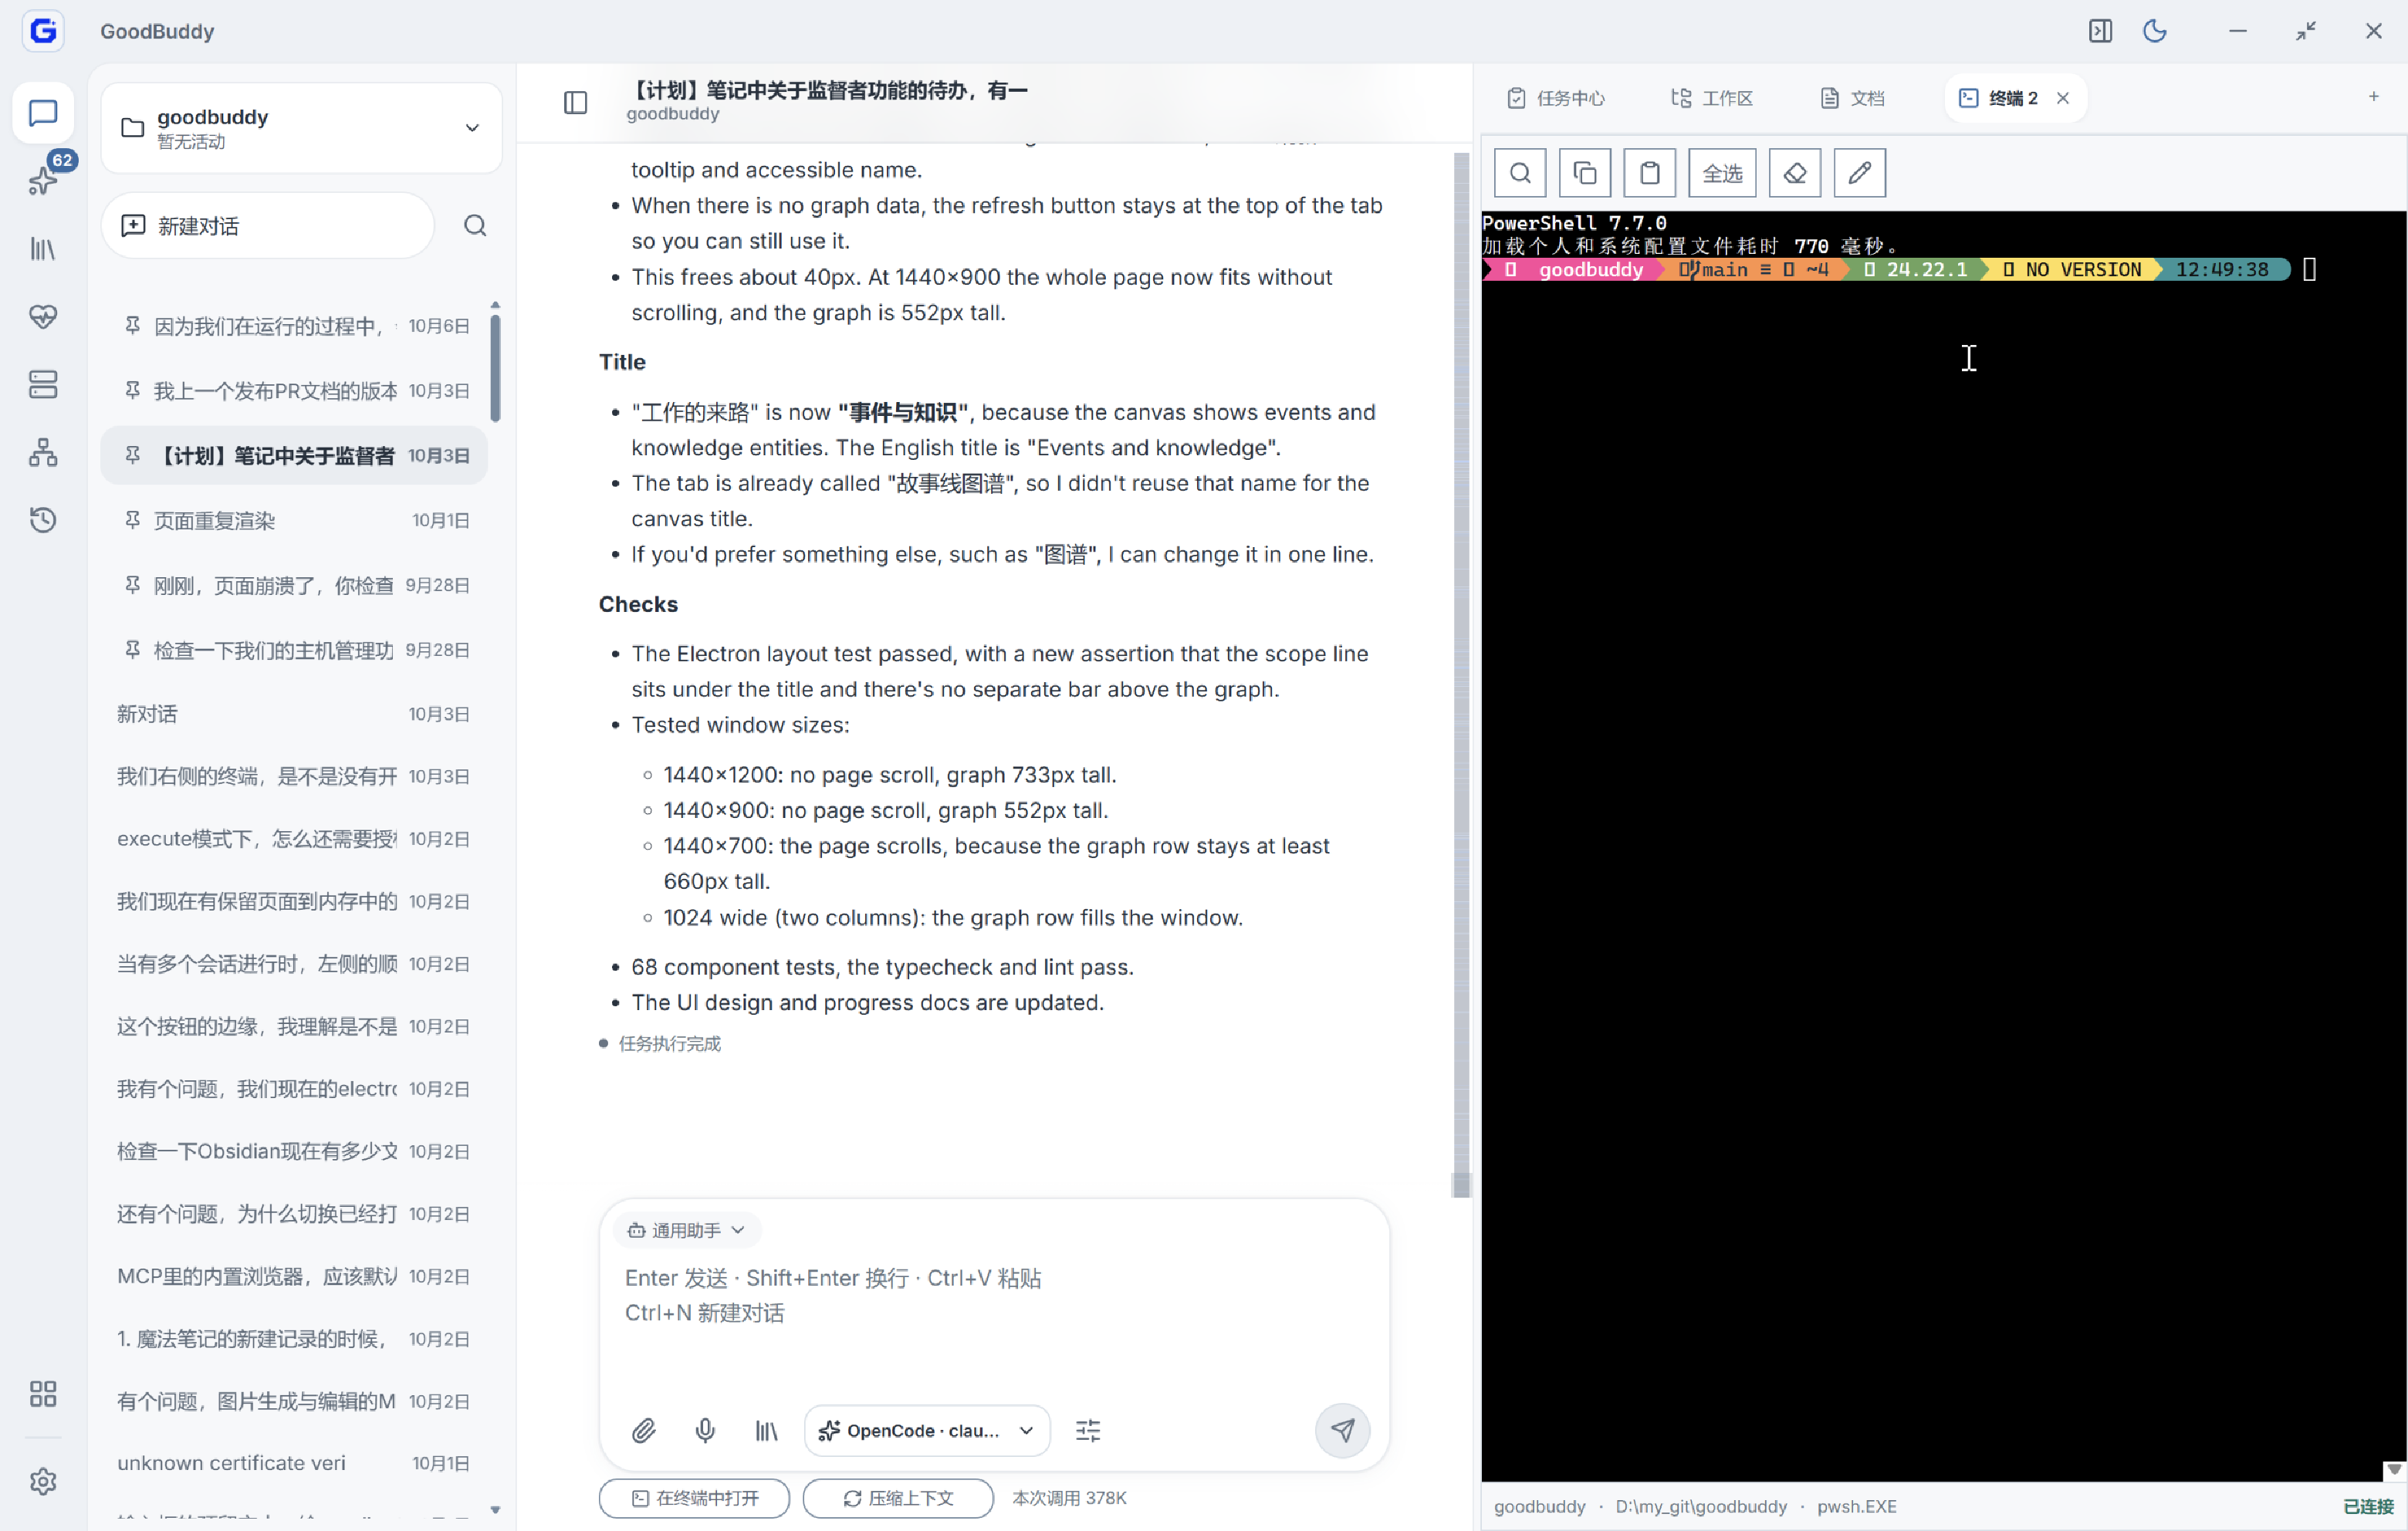 GoodBuddy
goodbuddy
暂无活动
62
新建对话
因为我们在运行的过程中， 10月6日
我上一个发布PR文档的版本 10月3日
【计划】笔记中关于监督者 10月3日
页面重复渲染 10月1日
刚刚，页面崩溃了，你检查 9月28日
检查一下我们的主机管理功 9月28日
新对话 10月3日
我们右侧的终端，是不是没有开 10月3日
execute模式下，怎么还需要授 10月2日
我们现在有保留页面到内存中的 10月2日
当有多个会话进行时，左侧的顺 10月2日
这个按钮的边缘，我理解是不是 10月2日
我有个问题，我们现在的electro 10月2日
检查一下Obsidian现在有多少文 10月2日
还有个问题，为什么切换已经打 10月2日
MCP里的内置浏览器，应该默认 10月2日
1. 魔法笔记的新建记录的时候， 10月2日
有个问题，图片生成与编辑的M 10月2日
unknown certificate veri 10月1日
【计划】笔记中关于监督者功能的待办，有一
goodbuddy
tooltip and accessible name.
• When there is no graph data, the refresh button stays at the top of the tab
so you can still use it.
• This frees about 40px. At 1440×900 the whole page now fits without
scrolling, and the graph is 552px tall.
Title
• "工作的来路" is now "事件与知识", because the canvas shows events and
knowledge entities. The English title is "Events and knowledge".
• The tab is already called "故事线图谱", so I didn't reuse that name for the
canvas title.
• If you'd prefer something else, such as "图谱", I can change it in one line.
Checks
• The Electron layout test passed, with a new assertion that the scope line
sits under the title and there's no separate bar above the graph.
• Tested window sizes:
◦ 1440×1200: no page scroll, graph 733px tall.
◦ 1440×900: no page scroll, graph 552px tall.
◦ 1440×700: the page scrolls, because the graph row stays at least
660px tall.
◦ 1024 wide (two columns): the graph row fills the window.
• 68 component tests, the typecheck and lint pass.
• The UI design and progress docs are updated.
• 任务执行完成
通用助手
Enter 发送 · Shift+Enter 换行 · Ctrl+V 粘贴
Ctrl+N 新建对话
OpenCode · clau...
在终端中打开 压缩上下文 本次调用 378K
任务中心 工作区 文档 终端 2
全选
PowerShell 7.7.0
加载个人和系统配置文件耗时 770 毫秒。
goodbuddy main ≡ ~4 24.22.1 NO VERSION 12:49:38
goodbuddy · D:\my_git\goodbuddy · pwsh.EXE 已连接